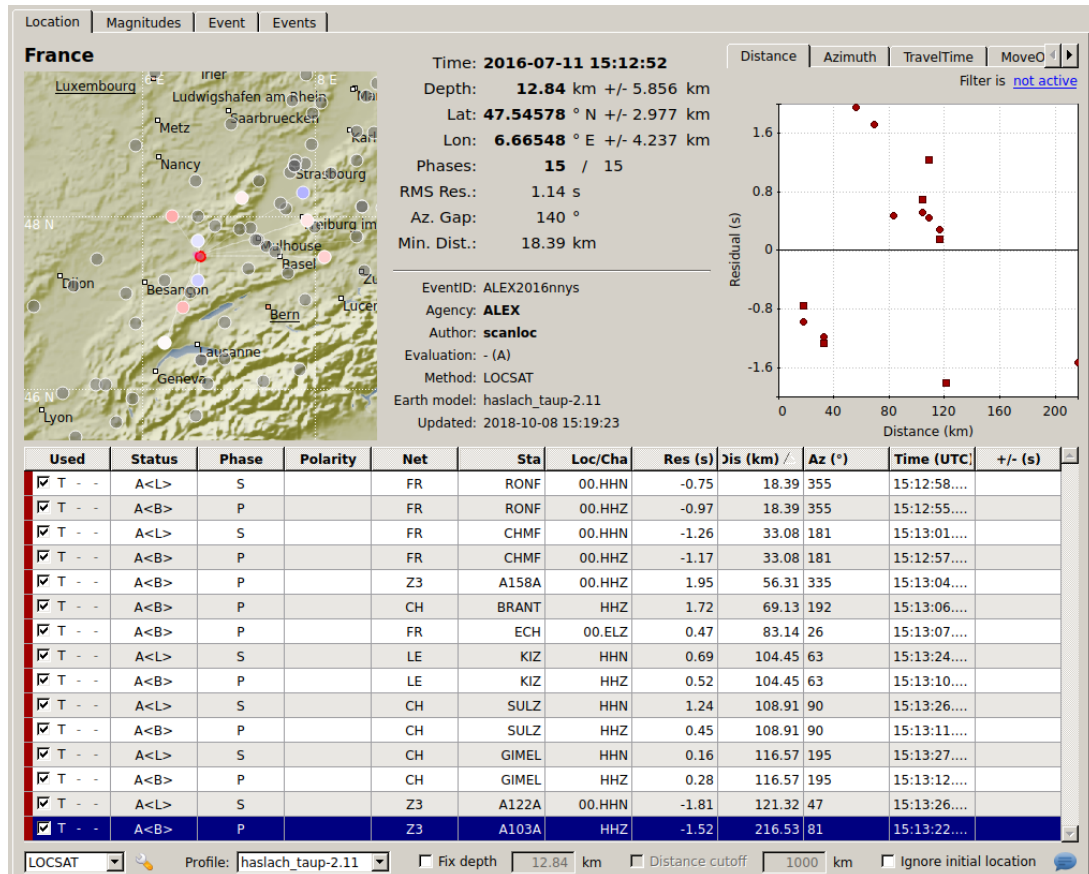 Location Magnitudes Event Events
France
Luxembourg
6 E
8 E
Ludwigshafen am Rhein
Saarbruecken
Metz
Nancy
Strasbourg
48 N
Freiburg im
Mulhouse
Basel
Dijon
Besançon
Bern
Lausanne
Geneva
46 N
Lyon
Time: 2016-07-11 15:12:52
Depth: 12.84 km +/- 5.856 km
Lat: 47.54578 ° N +/- 2.977 km
Lon: 6.66548 ° E +/- 4.237 km
Phases: 15 / 15
RMS Res.: 1.14 s
Az. Gap: 140 °
Min. Dist.: 18.39 km
EventID: ALEX2016nnys
Agency: ALEX
Author: scanloc
Evaluation: - (A)
Method: LOCSAT
Earth model: haslach_taup-2.11
Updated: 2018-10-08 15:19:23
Distance Azimuth TravelTime MoveO
Filter is not active
Residual (s)
1.6
0.8
0
-0.8
-1.6
0 40 80 120 160 200
Distance (km)
Used Status Phase Polarity Net Sta Loc/Cha Res (s) Dis (km) Az (°) Time (UTC) +/- (s)
T - - A<L> S FR RONF 00.HHN -0.75 18.39 355 15:12:58....
T - - A<B> P FR RONF 00.HHZ -0.97 18.39 355 15:12:55....
T - - A<L> S FR CHMF 00.HHN -1.26 33.08 181 15:13:01....
T - - A<B> P FR CHMF 00.HHZ -1.17 33.08 181 15:12:57....
T - - A<B> P Z3 A158A 00.HHZ 1.95 56.31 335 15:13:04....
T - - A<B> P CH BRANT HHZ 1.72 69.13 192 15:13:06....
T - - A<B> P FR ECH 00.ELZ 0.47 83.14 26 15:13:07....
T - - A<L> S LE KIZ HHN 0.69 104.45 63 15:13:24....
T - - A<B> P LE KIZ HHZ 0.52 104.45 63 15:13:10....
T - - A<L> S CH SULZ HHN 1.24 108.91 90 15:13:26....
T - - A<B> P CH SULZ HHZ 0.45 108.91 90 15:13:11....
T - - A<L> S CH GIMEL HHN 0.16 116.57 195 15:13:27....
T - - A<B> P CH GIMEL HHZ 0.28 116.57 195 15:13:12....
T - - A<L> S Z3 A122A 00.HHN -1.81 121.32 47 15:13:26....
T - - A<B> P Z3 A103A HHZ -1.52 216.53 81 15:13:22....
LOCSAT Profile: haslach_taup-2.11 Fix depth 12.84 km Distance cutoff 1000 km Ignore initial location